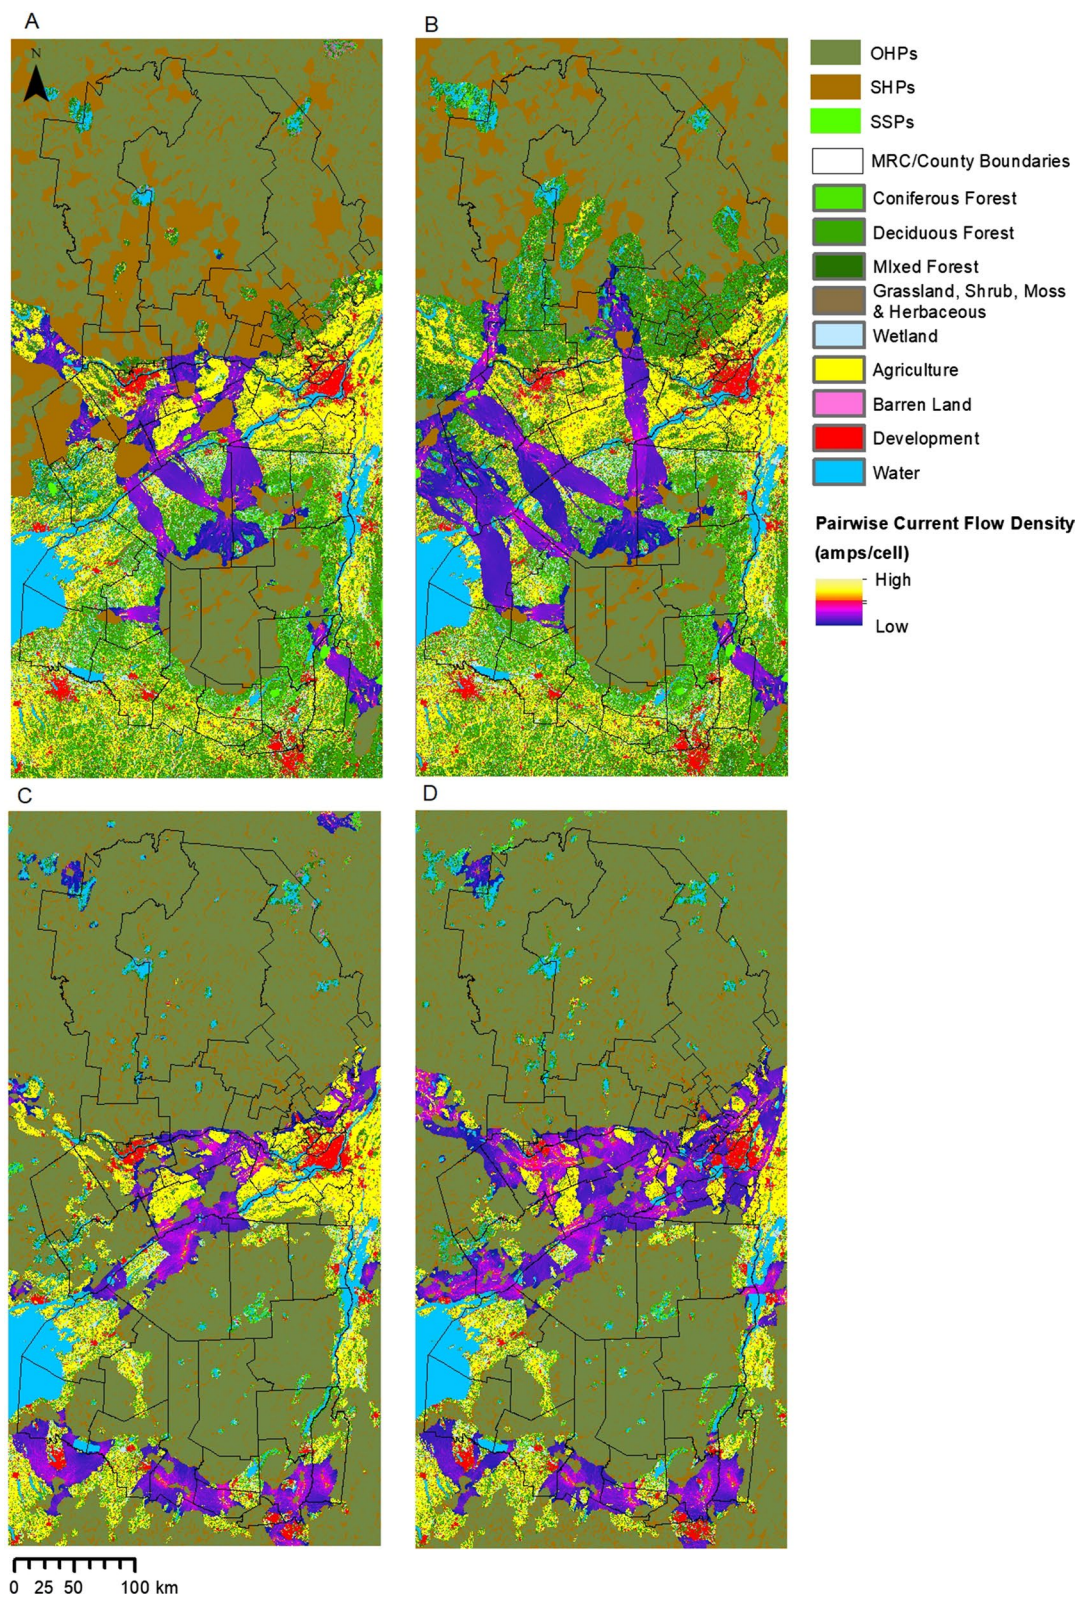 A
B
N
OHPs
SHPs
SSPs
MRC/County Boundaries
Coniferous Forest
Deciduous Forest
MIxed Forest
Grassland, Shrub, Moss
& Herbaceous
Wetland
Agriculture
Barren Land
Development
Water
Pairwise Current Flow Density
(amps/cell)
High
Low
C
D
0 25 50 100 km